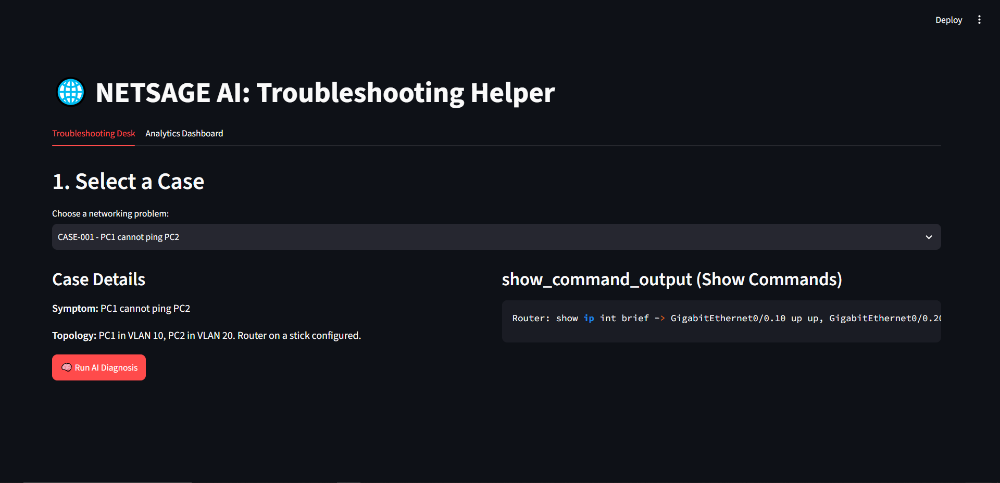 Deploy
NETSAGE AI: Troubleshooting Helper
Troubleshooting Desk
Analytics Dashboard
1. Select a Case
Choose a networking problem:
CASE-001 - PC1 cannot ping PC2
Case Details
Symptom: PC1 cannot ping PC2
Topology: PC1 in VLAN 10, PC2 in VLAN 20. Router on a stick configured.
🧠 Run AI Diagnosis
show_command_output (Show Commands)
Router: show ip int brief -> GigabitEthernet0/0.10 up up, GigabitEthernet0/0.20